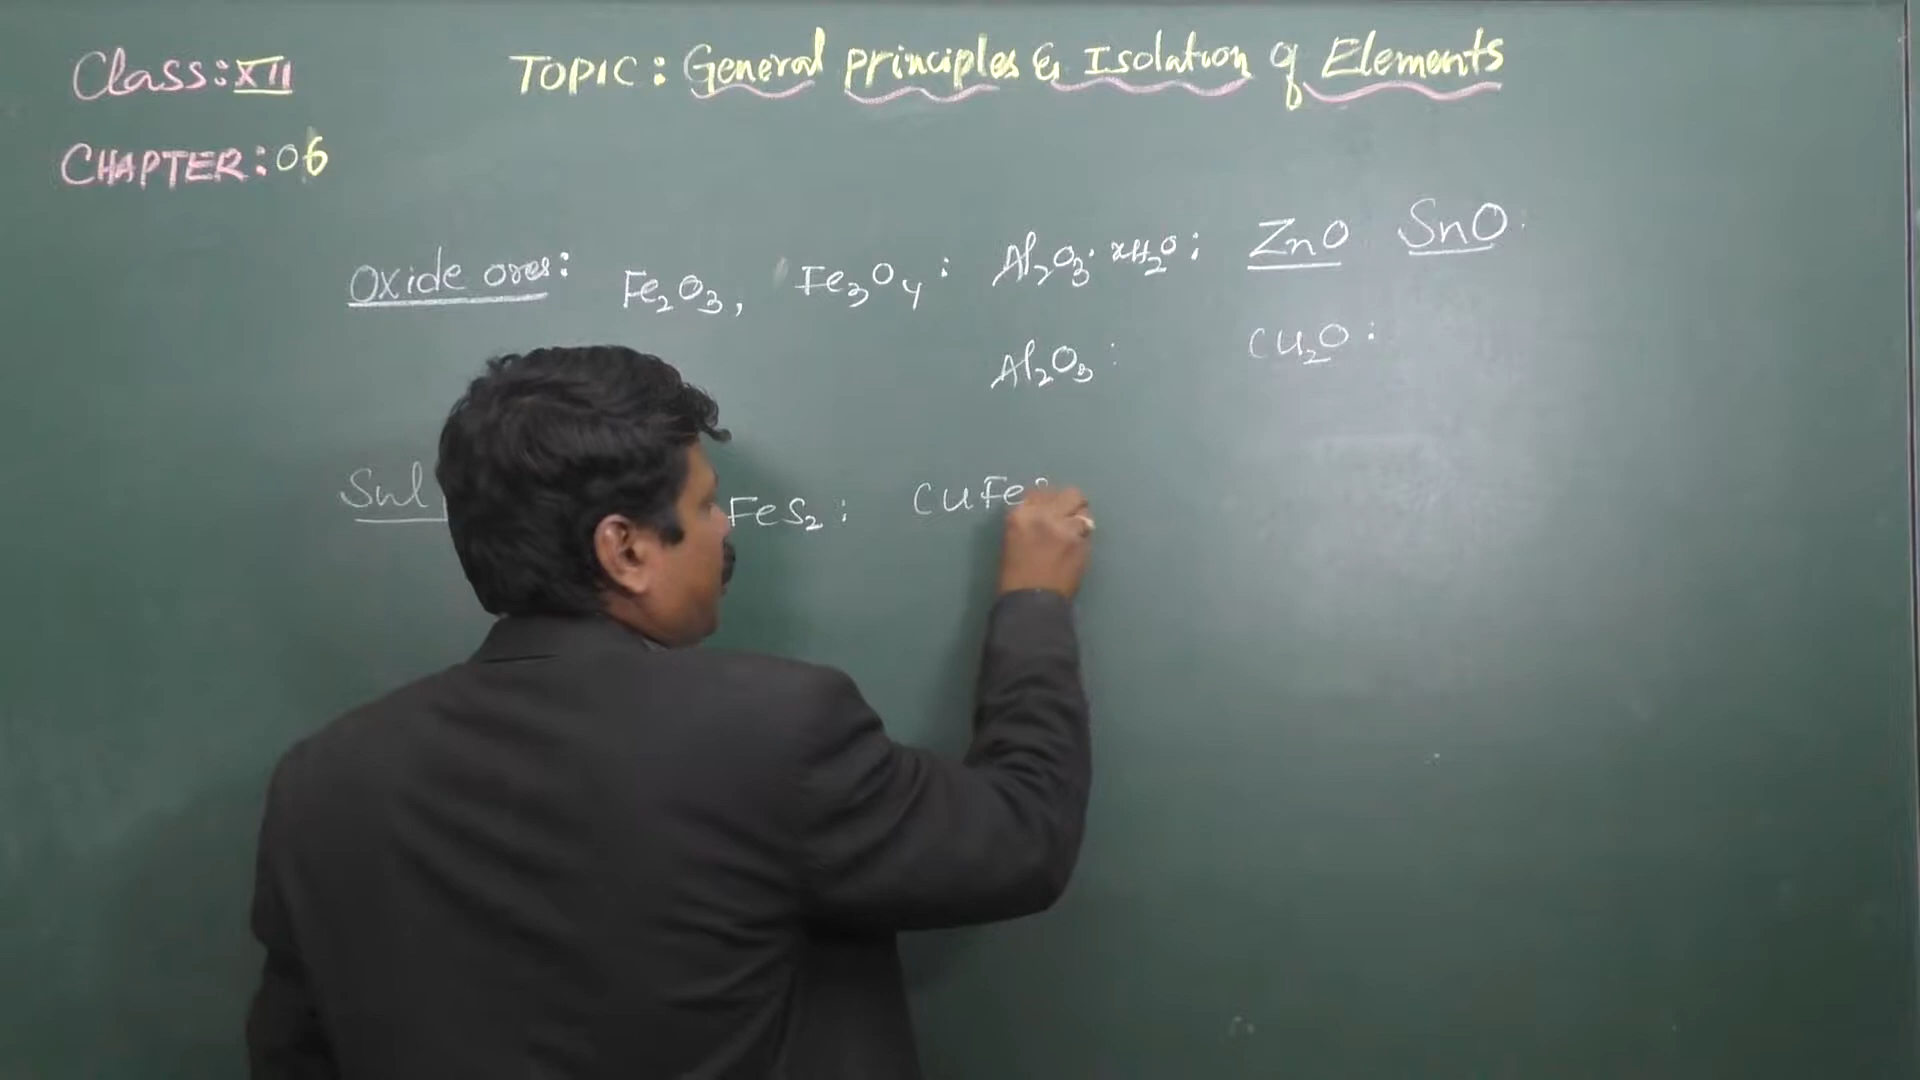 Class: XII
TOPIC: General principles & Isolation of Elements
CHAPTER: 06
Oxide ores: Fe₂O₃, Fe₃O₄: Al₂O₃·xH₂O; ZnO SnO:
Al₂O₃: Cu₂O:
Sul FeS₂: CuFe